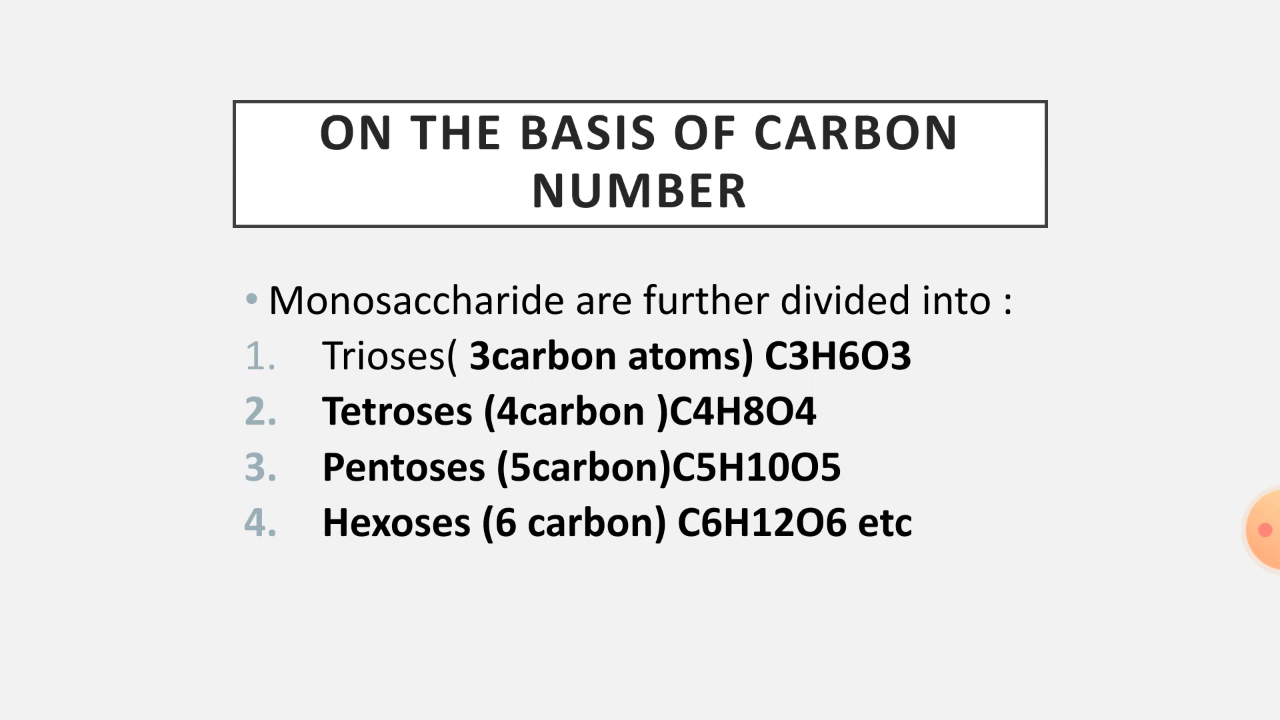 ON THE BASIS OF CARBON
NUMBER
• Monosaccharide are further divided into :
1. Trioses( 3carbon atoms) C3H6O3
2. Tetroses (4carbon )C4H8O4
3. Pentoses (5carbon)C5H10O5
4. Hexoses (6 carbon) C6H12O6 etc